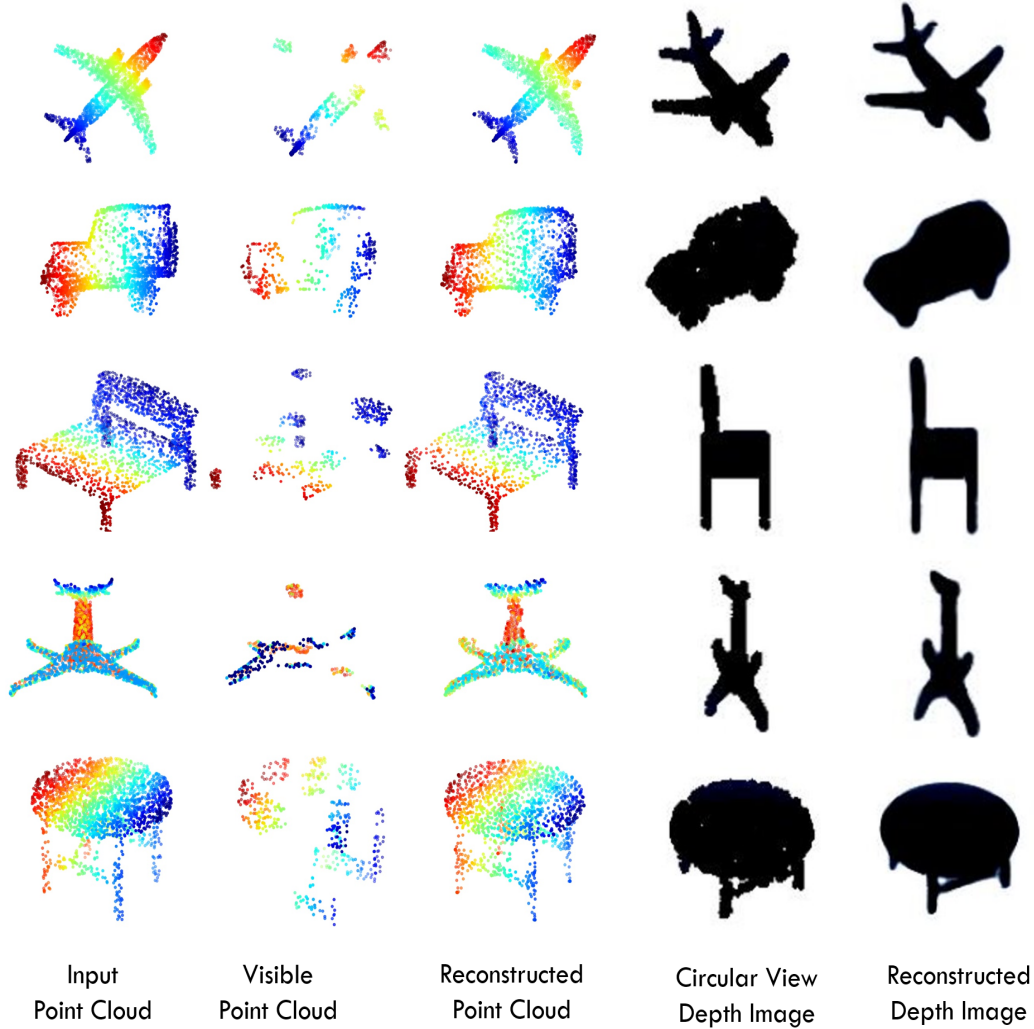 Input
Point Cloud
Visible
Point Cloud
Reconstructed
Point Cloud
Circular View
Depth Image
Reconstructed
Depth Image